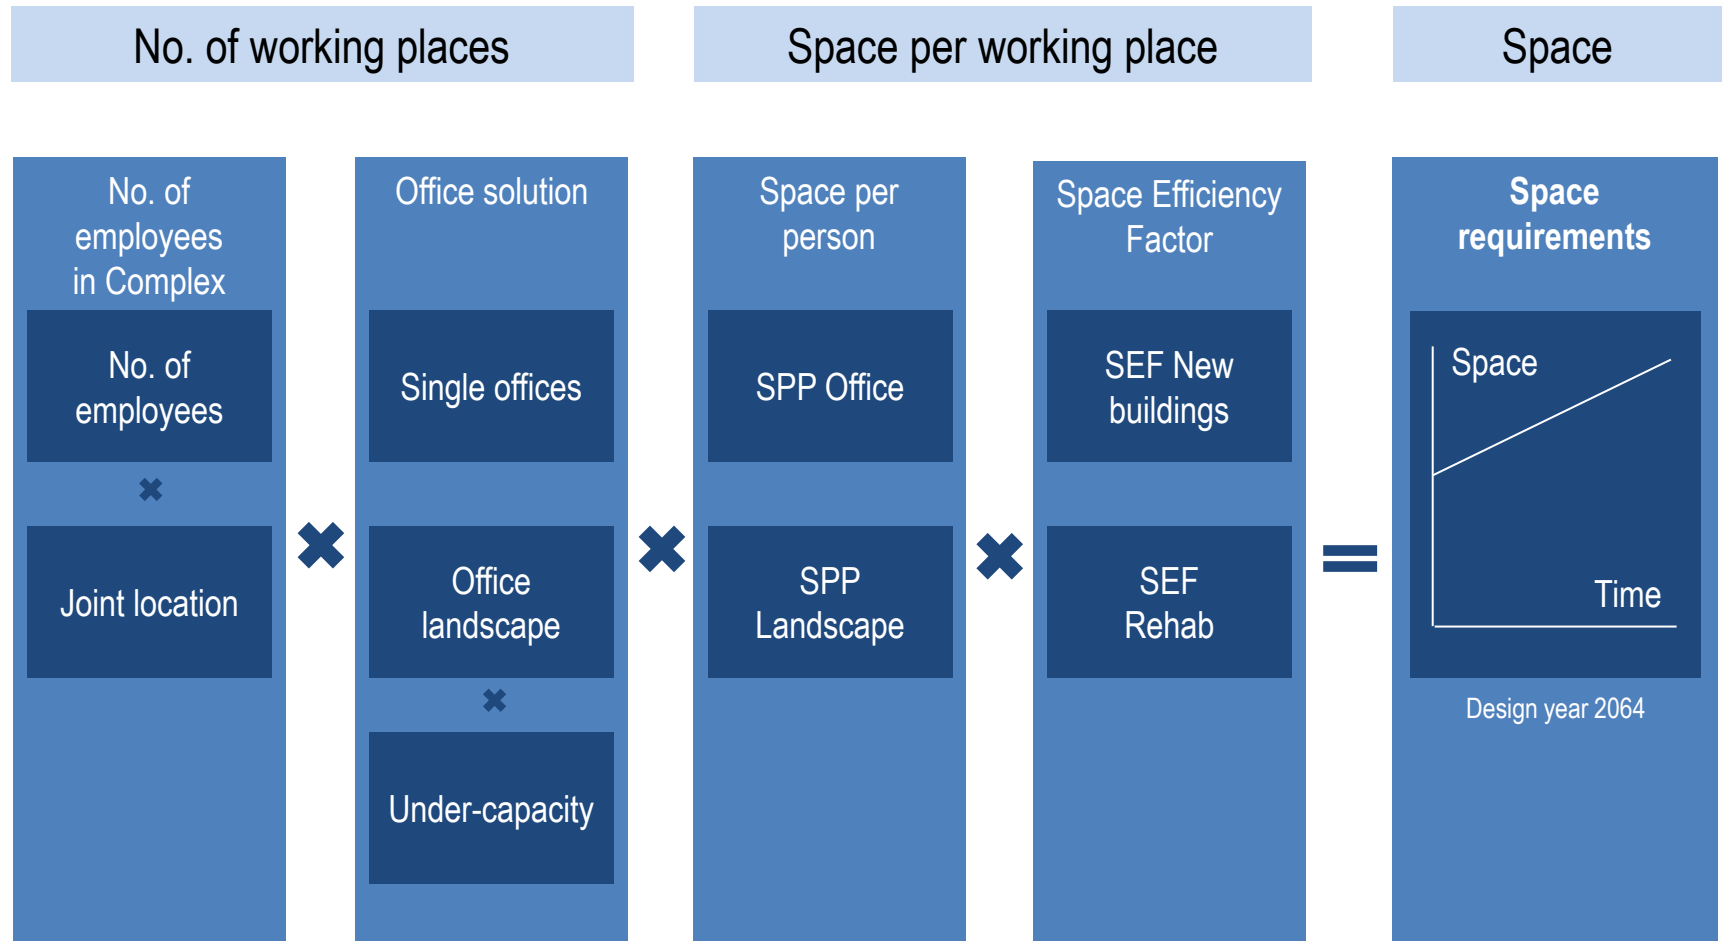 No. of working places
Space per working place
Space
No. of
employees
in Complex
No. of
employees
Joint location
Office solution
Single offices
Office
landscape
Under-capacity
Space per
person
SPP Office
SPP
Landscape
Space Efficiency
Factor
SEF New
buildings
SEF
Rehab
Space
requirements
Space
Time
Design year 2064